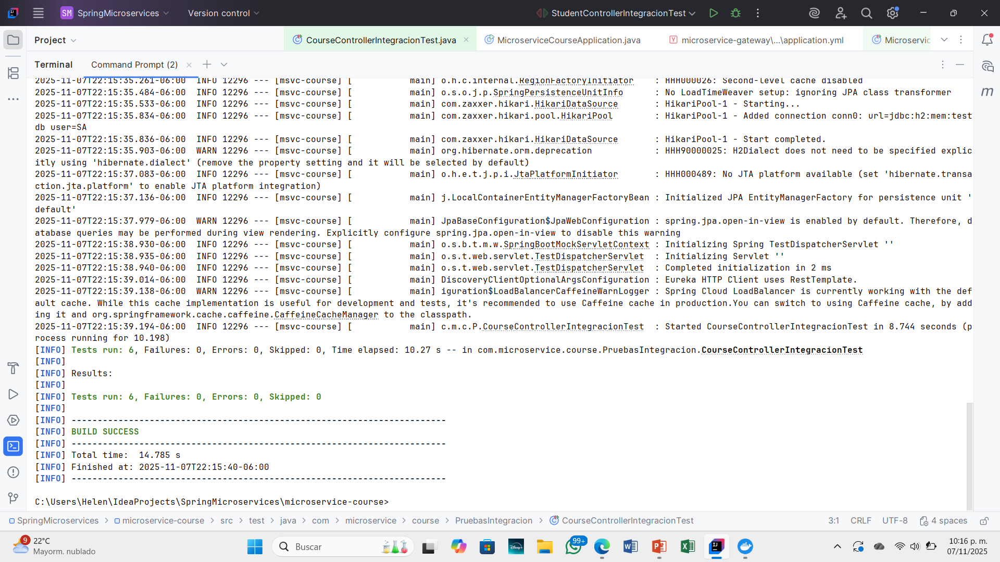 SM SpringMicroservices Version control StudentControllerIntegracionTest
Project CourseControllerIntegracionTest.java MicroserviceCourseApplication.java microservice-gateway\...\application.yml Microservic
Terminal Command Prompt (2)
2025-11-07T22:15:35.261-06:00  INFO 12296 --- [msvc-course] [           main] o.h.c.internal.RegionFactoryInitiator    : HHH000026: Second-level cache disabled
2025-11-07T22:15:35.484-06:00  INFO 12296 --- [msvc-course] [           main] o.s.o.j.p.SpringPersistenceUnitInfo      : No LoadTimeWeaver setup: ignoring JPA class transformer
2025-11-07T22:15:35.533-06:00  INFO 12296 --- [msvc-course] [           main] com.zaxxer.hikari.HikariDataSource       : HikariPool-1 - Starting...
2025-11-07T22:15:35.834-06:00  INFO 12296 --- [msvc-course] [           main] com.zaxxer.hikari.pool.HikariPool        : HikariPool-1 - Added connection conn0: url=jdbc:h2:mem:test
db user=SA
2025-11-07T22:15:35.836-06:00  INFO 12296 --- [msvc-course] [           main] com.zaxxer.hikari.HikariDataSource       : HikariPool-1 - Start completed.
2025-11-07T22:15:35.903-06:00  WARN 12296 --- [msvc-course] [           main] org.hibernate.orm.deprecation            : HHH90000025: H2Dialect does not need to be specified explic
itly using 'hibernate.dialect' (remove the property setting and it will be selected by default)
2025-11-07T22:15:37.083-06:00  INFO 12296 --- [msvc-course] [           main] o.h.e.t.j.p.i.JtaPlatformInitiator       : HHH000489: No JTA platform available (set 'hibernate.transa
ction.jta.platform' to enable JTA platform integration)
2025-11-07T22:15:37.136-06:00  INFO 12296 --- [msvc-course] [           main] j.LocalContainerEntityManagerFactoryBean : Initialized JPA EntityManagerFactory for persistence unit '
default'
2025-11-07T22:15:37.979-06:00  WARN 12296 --- [msvc-course] [           main] JpaBaseConfiguration$JpaWebConfiguration : spring.jpa.open-in-view is enabled by default. Therefore, d
atabase queries may be performed during view rendering. Explicitly configure spring.jpa.open-in-view to disable this warning
2025-11-07T22:15:38.930-06:00  INFO 12296 --- [msvc-course] [           main] o.s.b.t.m.w.SpringBootMockServletContext : Initializing Spring TestDispatcherServlet ''
2025-11-07T22:15:38.935-06:00  INFO 12296 --- [msvc-course] [           main] o.s.t.web.servlet.TestDispatcherServlet  : Initializing Servlet ''
2025-11-07T22:15:38.940-06:00  INFO 12296 --- [msvc-course] [           main] o.s.t.web.servlet.TestDispatcherServlet  : Completed initialization in 2 ms
2025-11-07T22:15:39.014-06:00  INFO 12296 --- [msvc-course] [           main] DiscoveryClientOptionalArgsConfiguration : Eureka HTTP Client uses RestTemplate.
2025-11-07T22:15:39.138-06:00  WARN 12296 --- [msvc-course] [           main] iguration$LoadBalancerCaffeineWarnLogger : Spring Cloud LoadBalancer is currently working with the def
ault cache. While this cache implementation is useful for development and tests, it's recommended to use Caffeine cache in production.You can switch to using Caffeine cache, by add
ing it and org.springframework.cache.caffeine.CaffeineCacheManager to the classpath.
2025-11-07T22:15:39.194-06:00  INFO 12296 --- [msvc-course] [           main] c.m.c.P.CourseControllerIntegracionTest  : Started CourseControllerIntegracionTest in 8.744 seconds (p
rocess running for 10.198)
[INFO] Tests run: 6, Failures: 0, Errors: 0, Skipped: 0, Time elapsed: 10.27 s -- in com.microservice.course.PruebasIntegracion.CourseControllerIntegracionTest
[INFO]
[INFO] Results:
[INFO]
[INFO] Tests run: 6, Failures: 0, Errors: 0, Skipped: 0
[INFO]
[INFO] ------------------------------------------------------------------------
[INFO] BUILD SUCCESS
[INFO] ------------------------------------------------------------------------
[INFO] Total time:  14.785 s
[INFO] Finished at: 2025-11-07T22:15:40-06:00
[INFO] ------------------------------------------------------------------------
C:\Users\Helen\IdeaProjects\SpringMicroservices\microservice-course>
SpringMicroservices > microservice-course > src > test > java > com > microservice > course > PruebasIntegracion > CourseControllerIntegracionTest 3:1 CRLF UTF-8 4 spaces
9 22°C
Mayorm. nublado
Buscar
99+
10:16 p. m.
07/11/2025